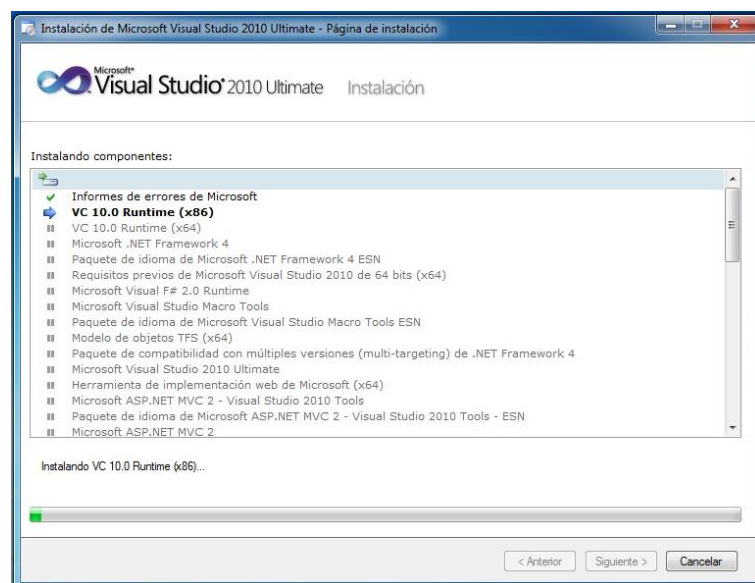 Instalación de Microsoft Visual Studio 2010 Ultimate - Página de instalación
Microsoft®
Visual Studio® 2010 Ultimate Instalación
Instalando componentes:
Informes de errores de Microsoft
VC 10.0 Runtime (x86)
VC 10.0 Runtime (x64)
Microsoft .NET Framework 4
Paquete de idioma de Microsoft .NET Framework 4 ESN
Requisitos previos de Microsoft Visual Studio 2010 de 64 bits (x64)
Microsoft Visual F# 2.0 Runtime
Microsoft Visual Studio Macro Tools
Paquete de idioma de Microsoft Visual Studio Macro Tools ESN
Modelo de objetos TFS (x64)
Paquete de compatibilidad con múltiples versiones (multi-targeting) de .NET Framework 4
Microsoft Visual Studio 2010 Ultimate
Herramienta de implementación web de Microsoft (x64)
Microsoft ASP.NET MVC 2 - Visual Studio 2010 Tools
Paquete de idioma de Microsoft ASP.NET MVC 2 - Visual Studio 2010 Tools - ESN
Microsoft ASP.NET MVC 2
Instalando VC 10.0 Runtime (x86)...
< Anterior Siguiente > Cancelar